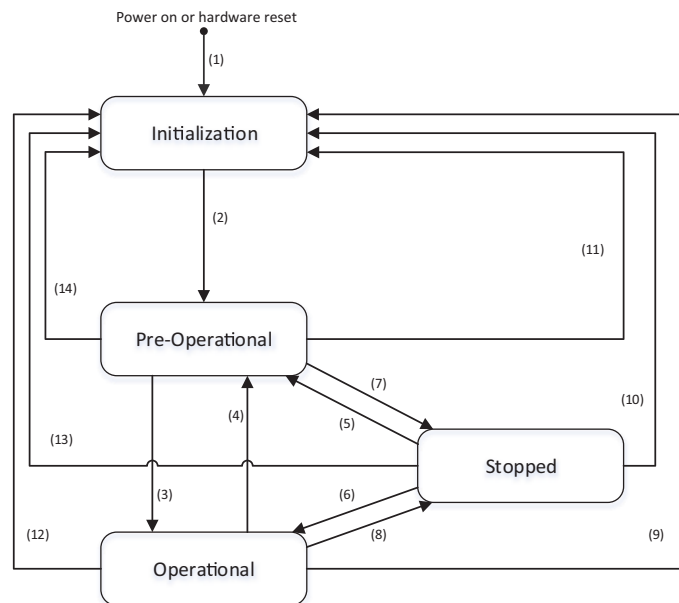 Power on or hardware reset
(1)
Initialization
(2)
(11)
(14)
Pre-Operational
(7)
(4)
(5)
(10)
(13)
Stopped
(3)
(6)
(12)
(8)
(9)
Operational